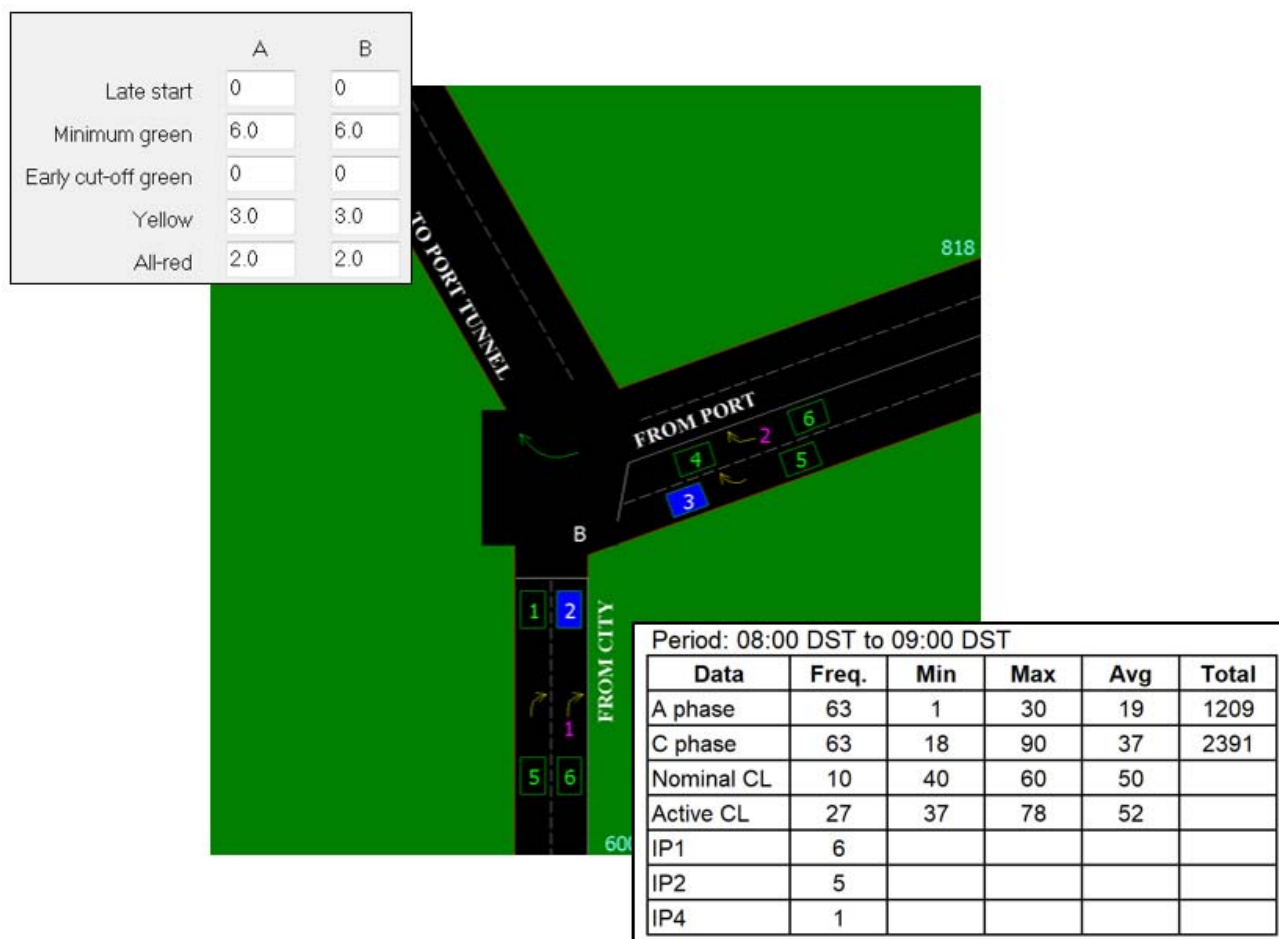 A B
Late start 0 0
Minimum green 6.0 6.0
Early cut-off green 0 0
Yellow 3.0 3.0
All-red 2.0 2.0
TO PORT TUNNEL
818
FROM PORT
2
6
4
5
3
B
1
2
FROM CITY
1
5
6
600
Period: 08:00 DST to 09:00 DST
Data Freq. Min Max Avg Total
A phase 63 1 30 19 1209
C phase 63 18 90 37 2391
Nominal CL 10 40 60 50
Active CL 27 37 78 52
IP1 6
IP2 5
IP4 1